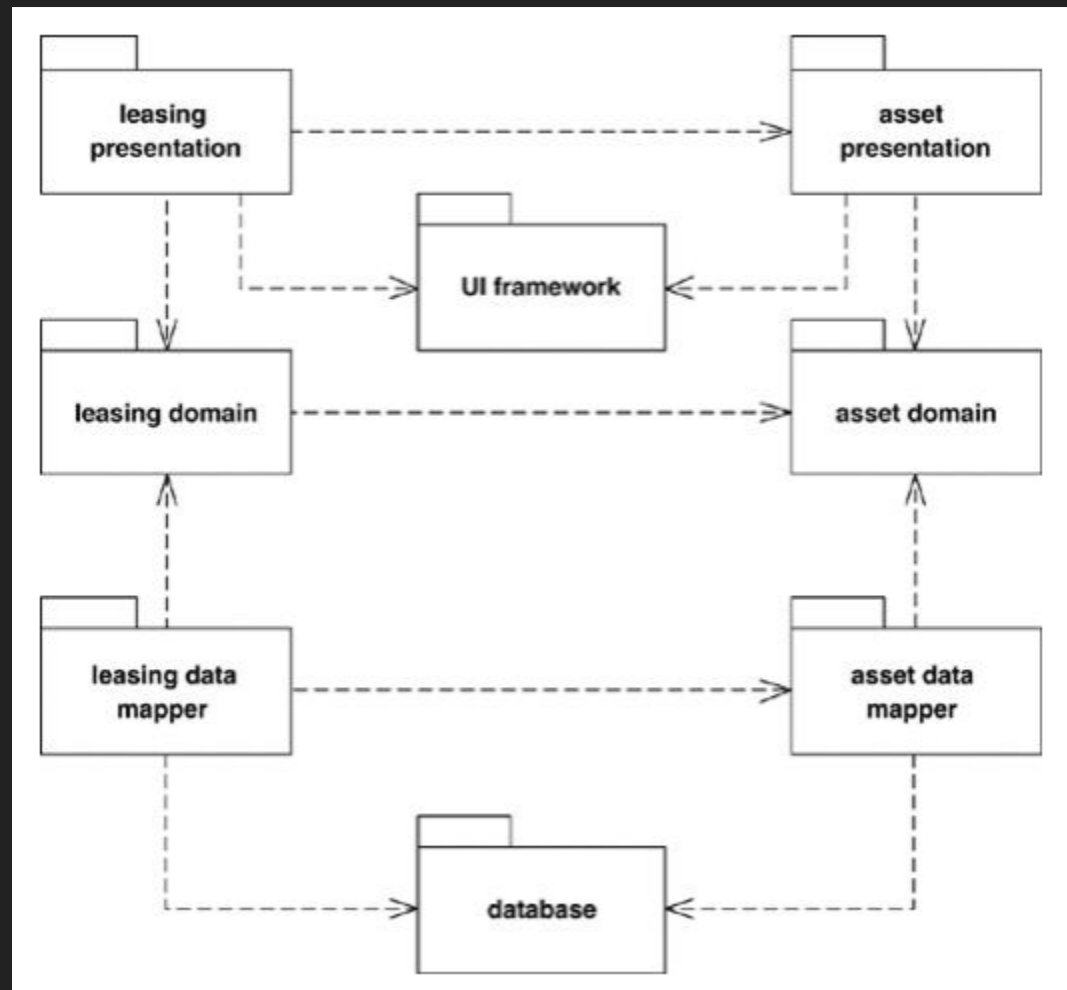 leasing
presentation
asset
presentation
UI framework
leasing domain
asset domain
leasing data
mapper
asset data
mapper
database